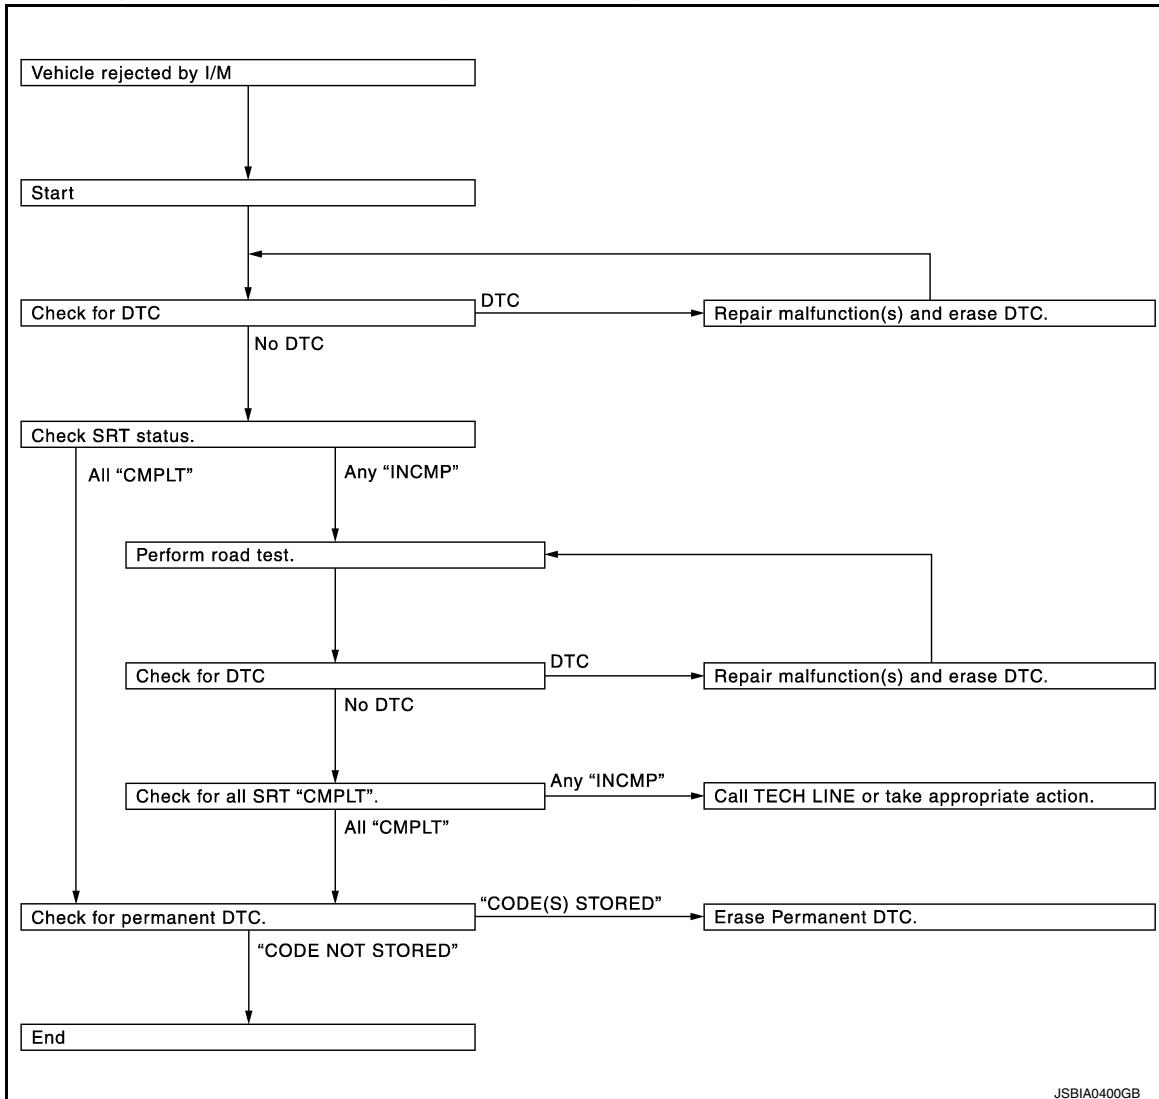 Vehicle rejected by I/M
Start
Check for DTC
DTC
Repair malfunction(s) and erase DTC.
No DTC
Check SRT status.
All “CMPLT”
Any “INCMP”
Perform road test.
Check for DTC
DTC
Repair malfunction(s) and erase DTC.
No DTC
Check for all SRT “CMPLT”.
Any “INCMP”
Call TECH LINE or take appropriate action.
All “CMPLT”
Check for permanent DTC.
“CODE(S) STORED”
Erase Permanent DTC.
“CODE NOT STORED”
End
JSBIA0400GB